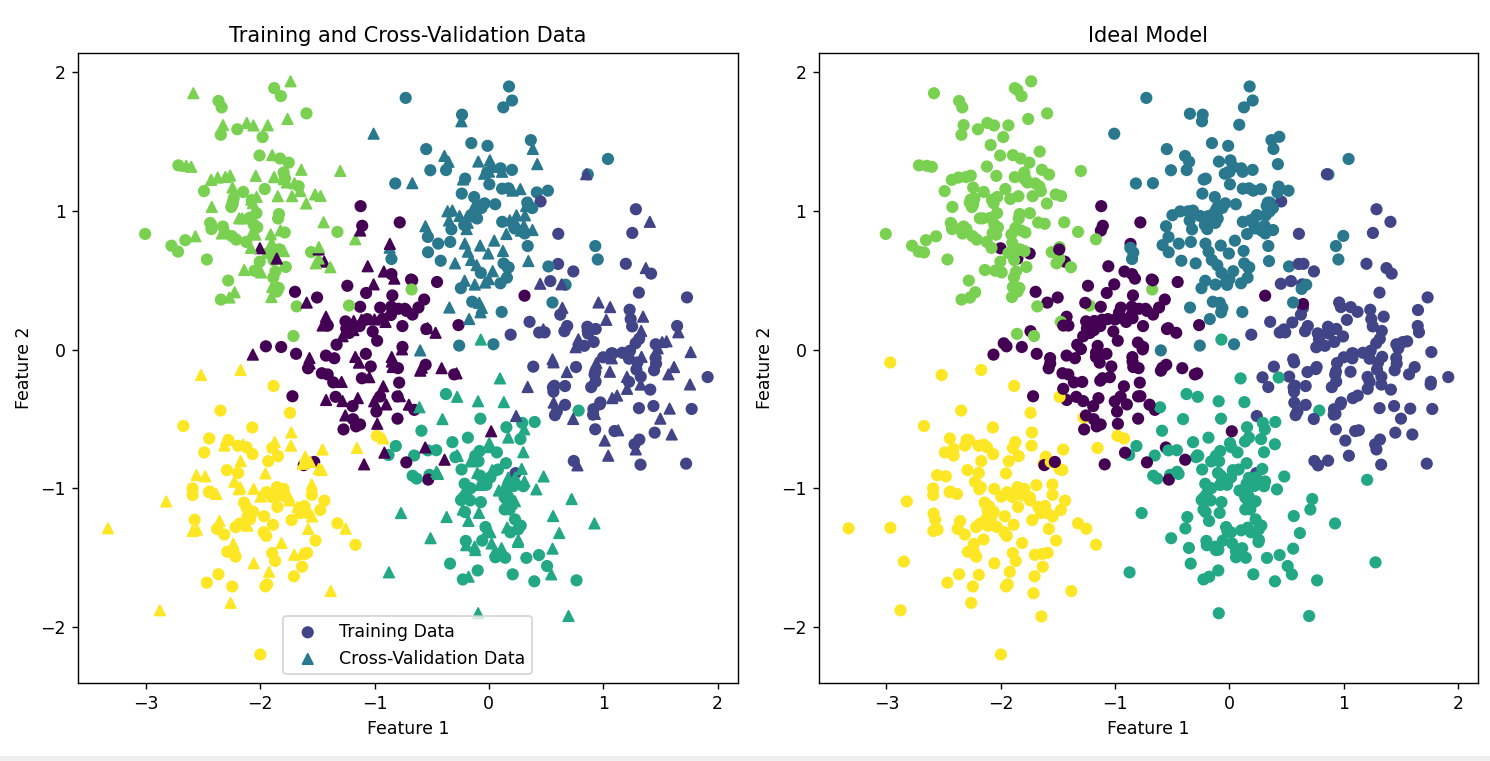 Training and Cross-Validation Data
2
1
0
−1
−2
Feature 2
−3
−2
−1
0
1
2
Feature 1
Training Data
Cross-Validation Data
Ideal Model
2
1
0
−1
−2
Feature 2
−3
−2
−1
0
1
2
Feature 1